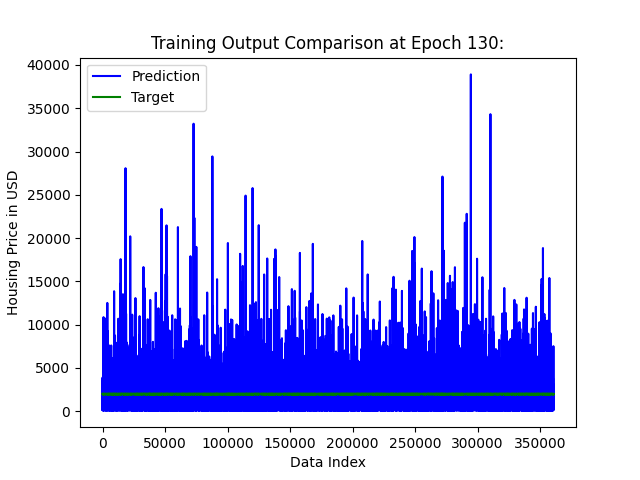 Training Output Comparison at Epoch 130:
Prediction
Target
Housing Price in USD
40000
35000
30000
25000
20000
15000
10000
5000
0
0 50000 100000 150000 200000 250000 300000 350000
Data Index